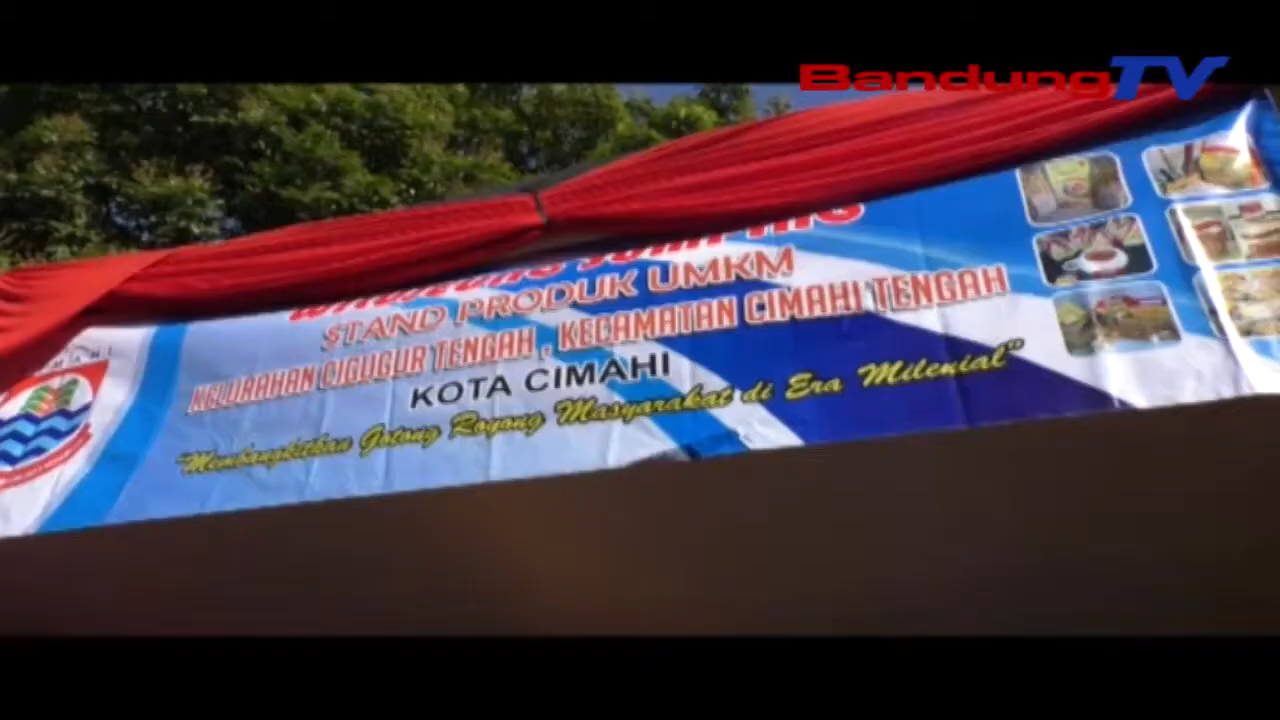 BandungTV
STAND PRODUK UMKM
KELURAHAN CIGUGUR TENGAH , KECAMATAN CIMAHI TENGAH
KOTA CIMAHI
"Membangkitkan Gotong Royong Masyarakat di Era Milenial"